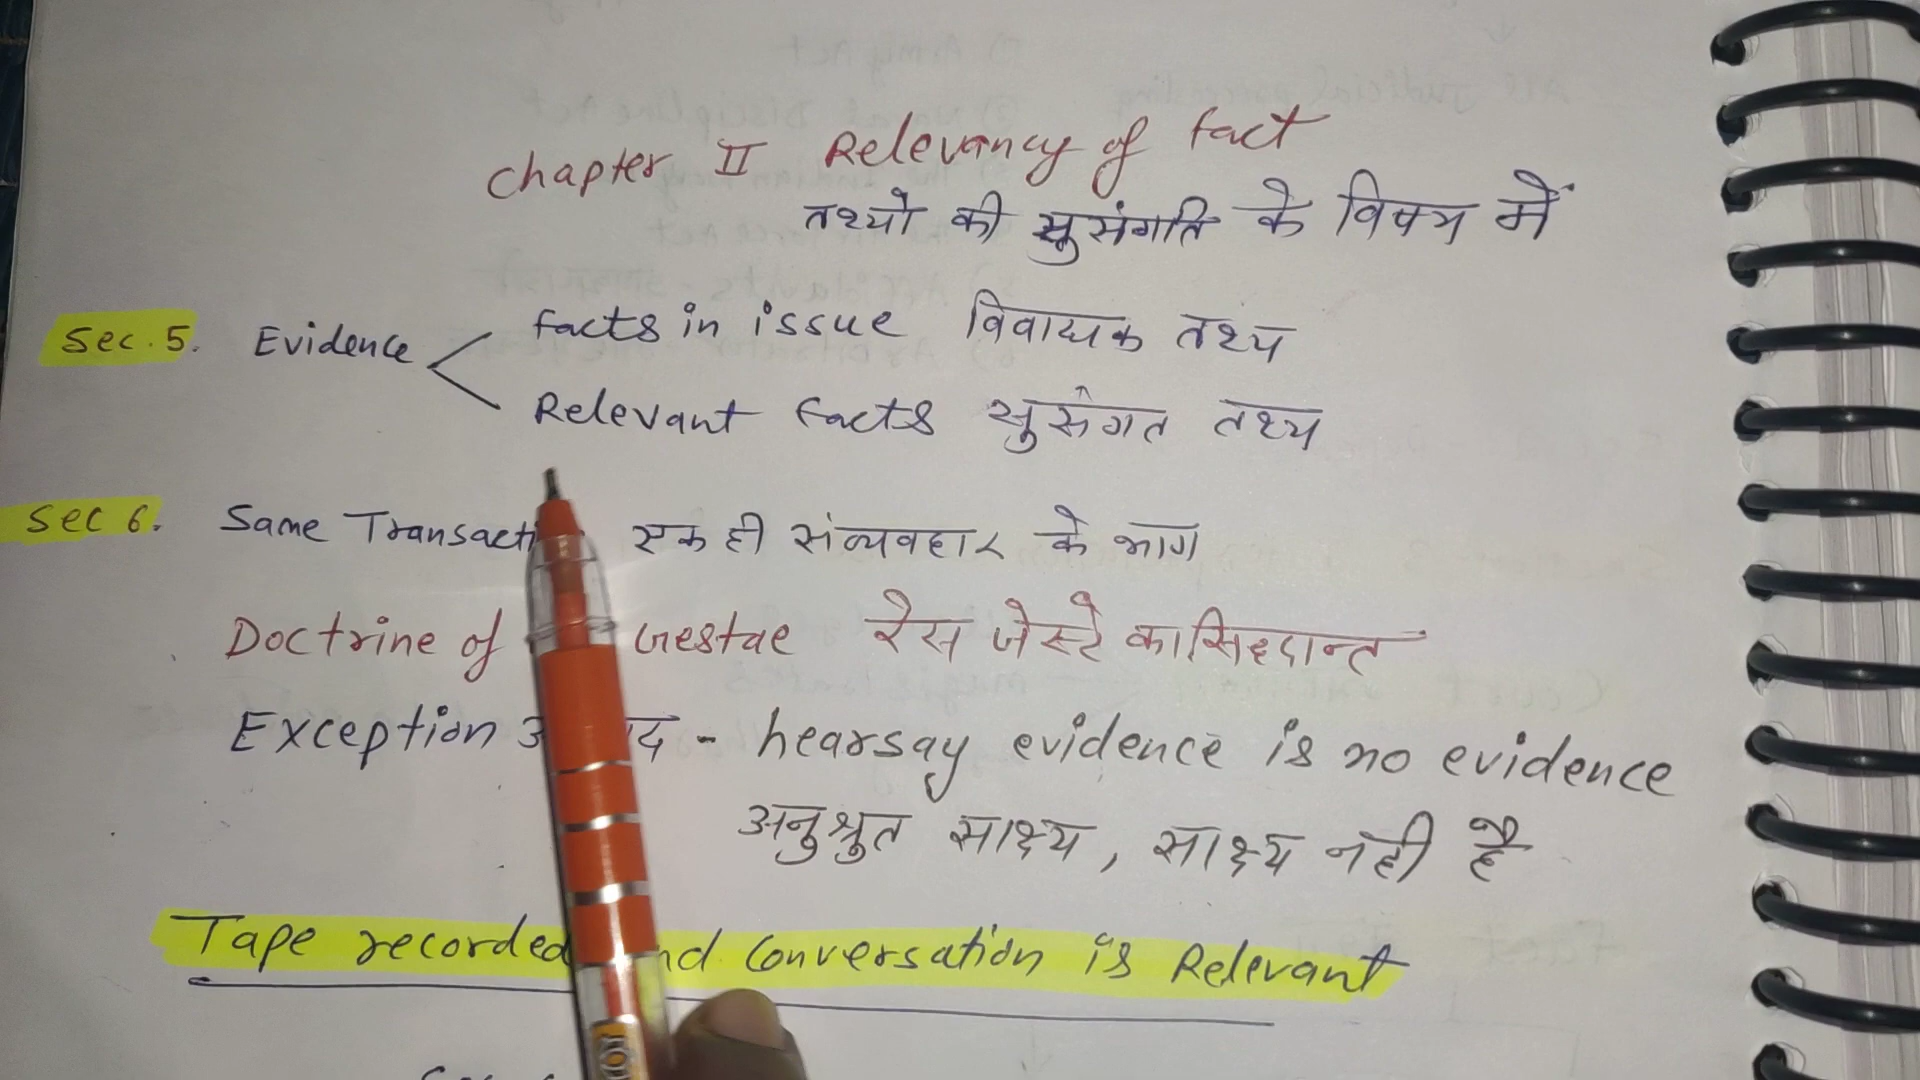 Chapter II Relevancy of fact
तथ्यो की सुसंगति के विषय में
Sec. 5. Evidence
Facts in issue विवाद्यक तथ्य
Relevant Facts सुसंगत तथ्य
Sec 6. Same Transacti एक ही संव्यवहार के भाग
Doctrine of Gestae रेस जेस्टे का सिद्दान्त
Exception - hearsay evidence is no evidence
अनुश्रुत साक्ष्य, साक्ष्य नही है
Tape recorded nd Conversation is Relevant